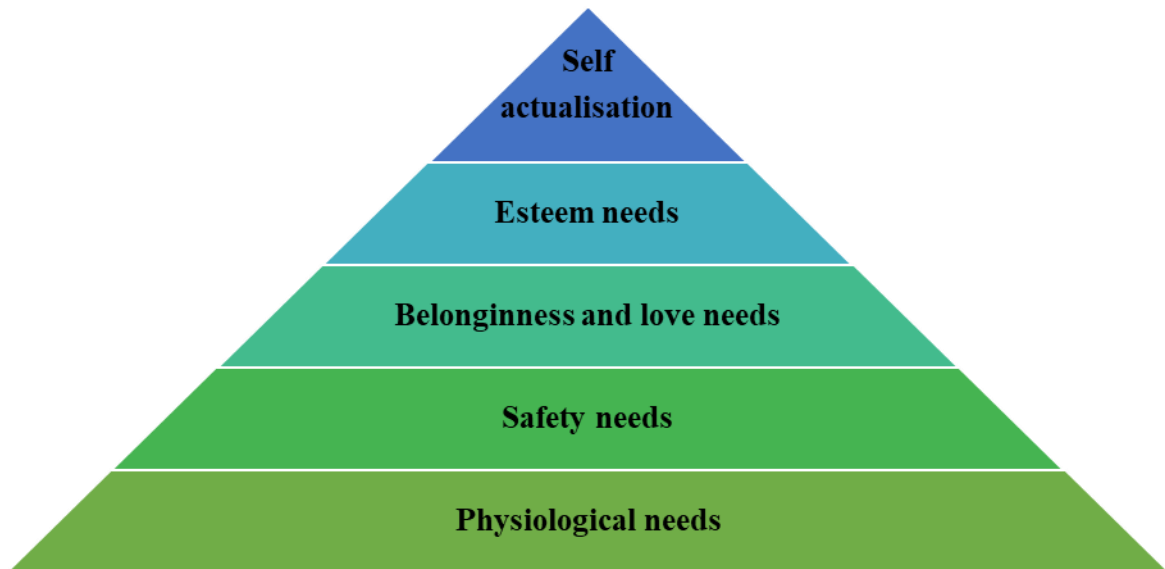 Self
actualisation
Esteem needs
Belonginness and love needs
Safety needs
Physiological needs